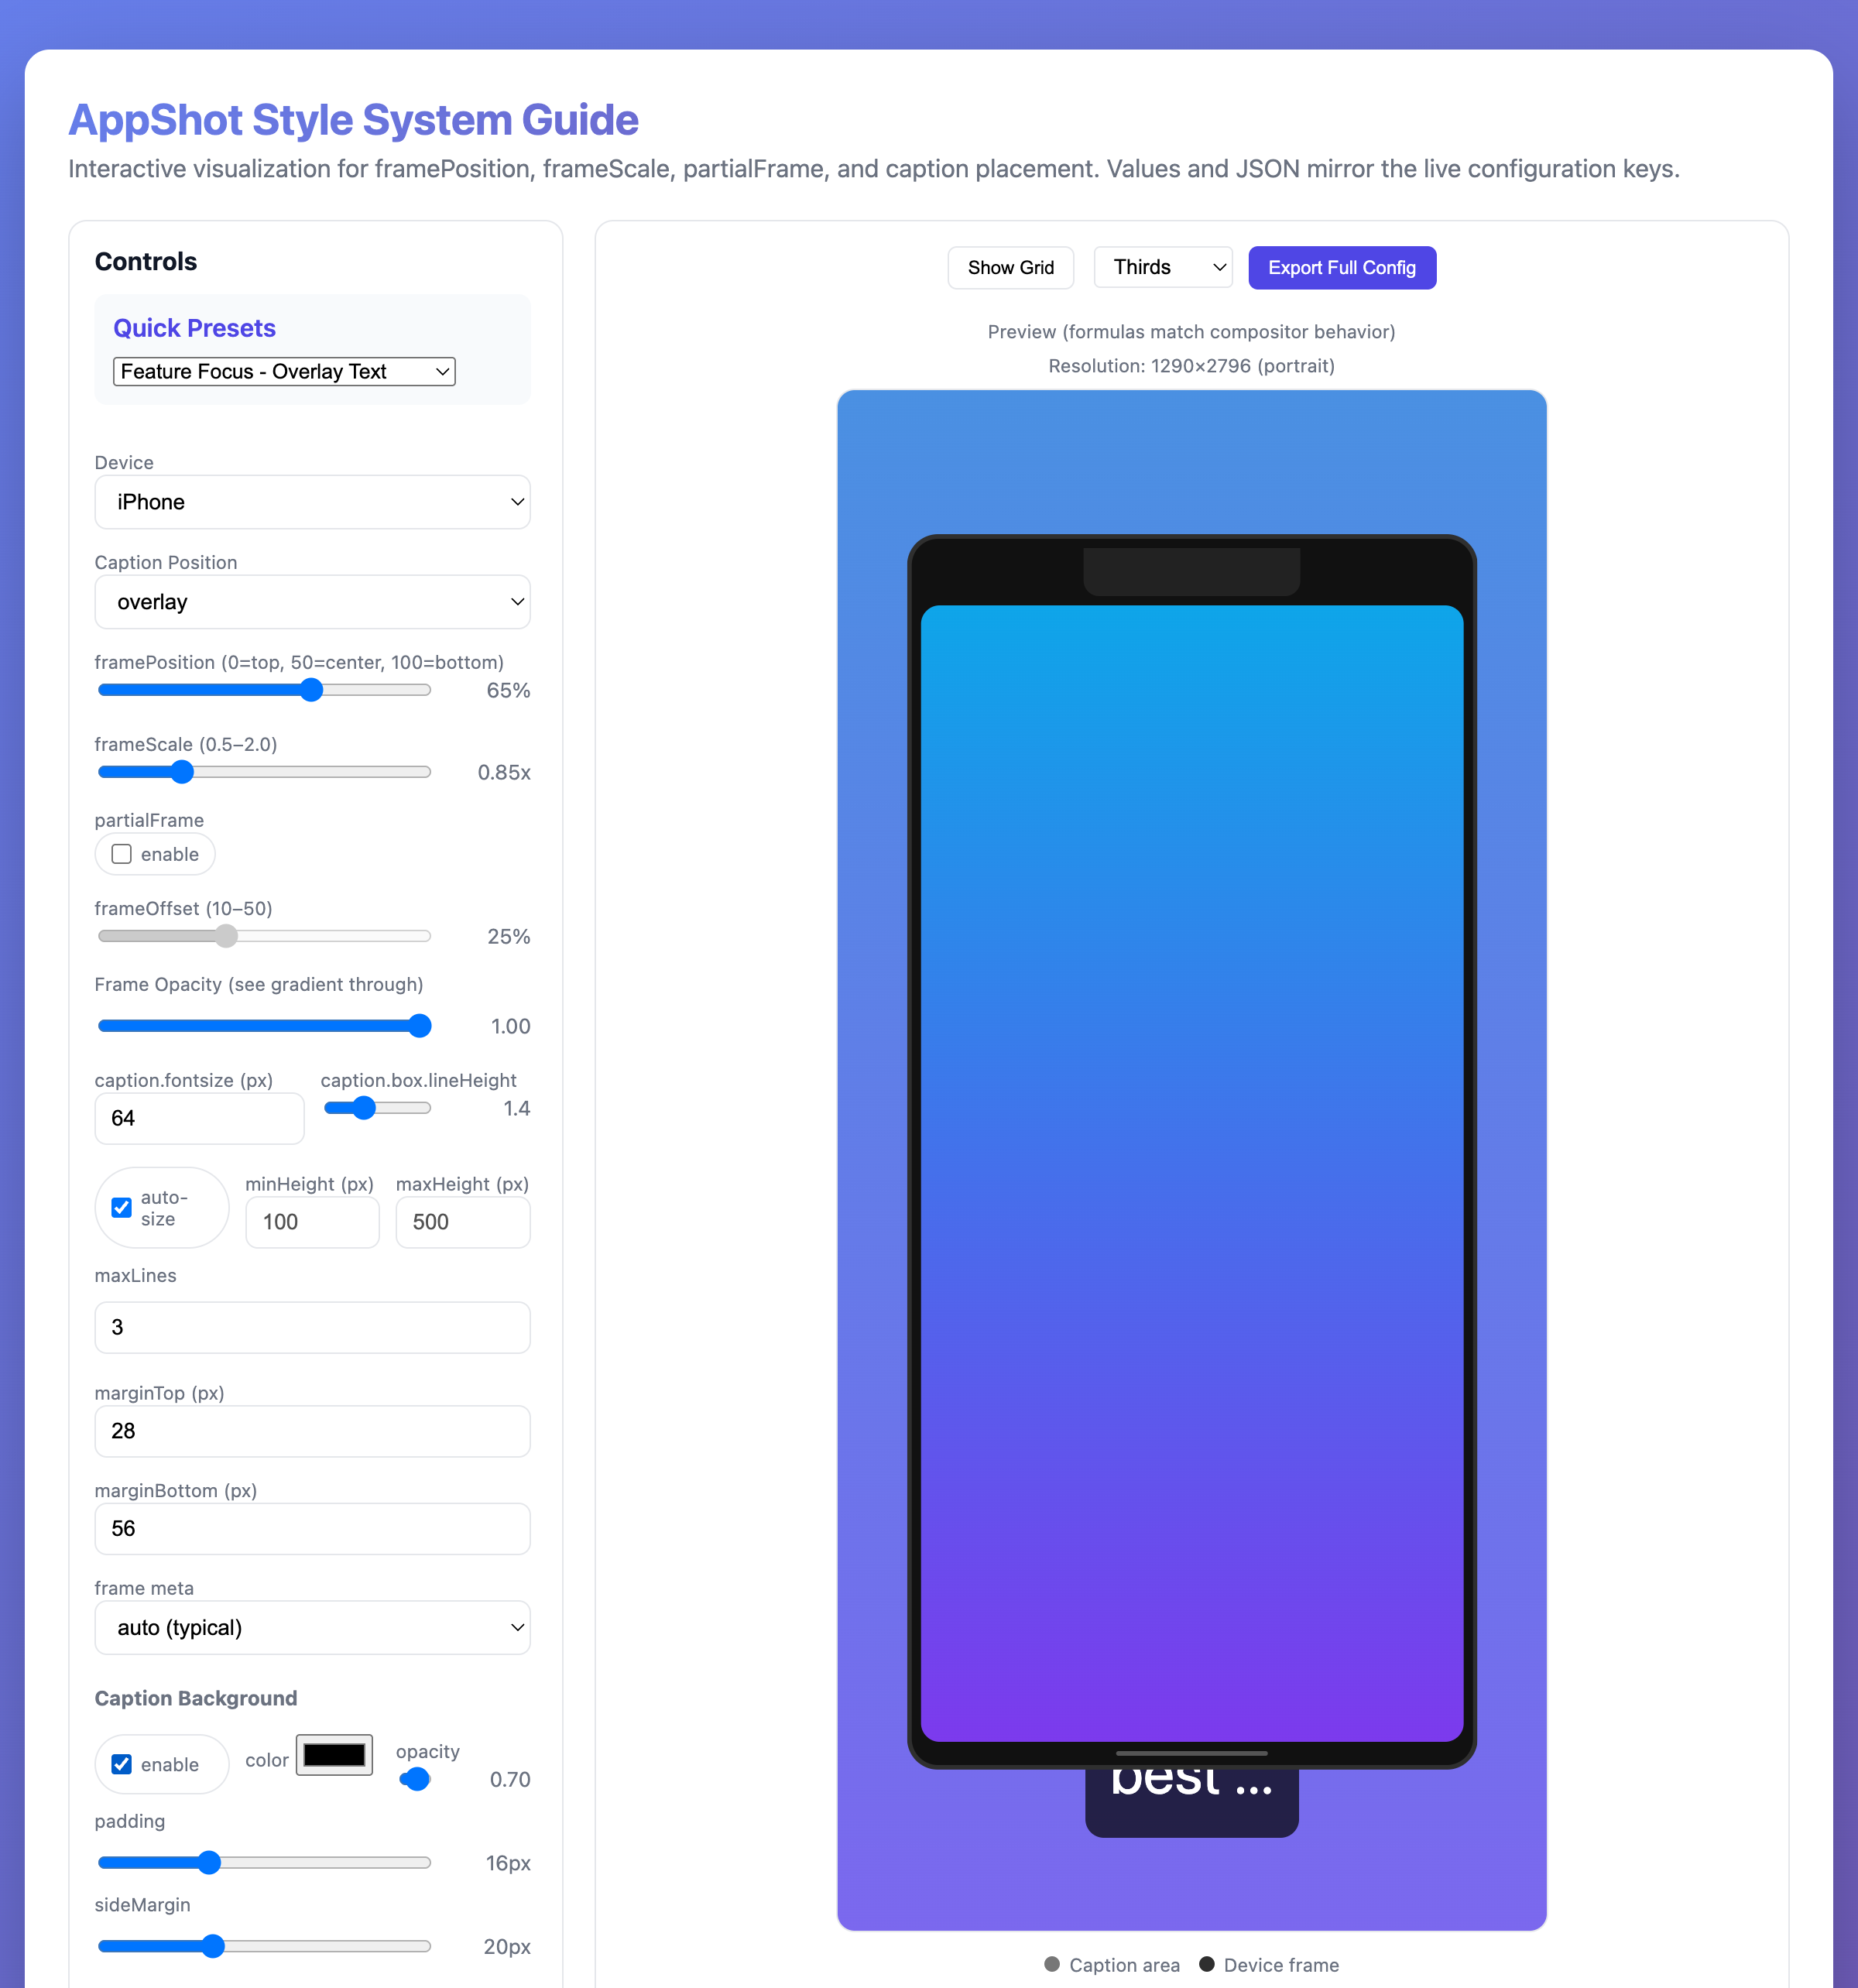 AppShot Style System Guide
Interactive visualization for framePosition, frameScale, partialFrame, and caption placement. Values and JSON mirror the live configuration keys.
Controls
Quick Presets
Feature Focus - Overlay Text
Device
iPhone
Caption Position
overlay
framePosition (0=top, 50=center, 100=bottom)
65%
frameScale (0.5–2.0)
0.85x
partialFrame
enable
frameOffset (10–50)
25%
Frame Opacity (see gradient through)
1.00
caption.fontsize (px)
64
caption.box.lineHeight
1.4
auto-
size
minHeight (px)
100
maxHeight (px)
500
maxLines
3
marginTop (px)
28
marginBottom (px)
56
frame meta
auto (typical)
Caption Background
enable
color
opacity
0.70
padding
16px
sideMargin
20px
Show Grid
Thirds
Export Full Config
Preview (formulas match compositor behavior)
Resolution: 1290×2796 (portrait)
best ...
Caption area
Device frame